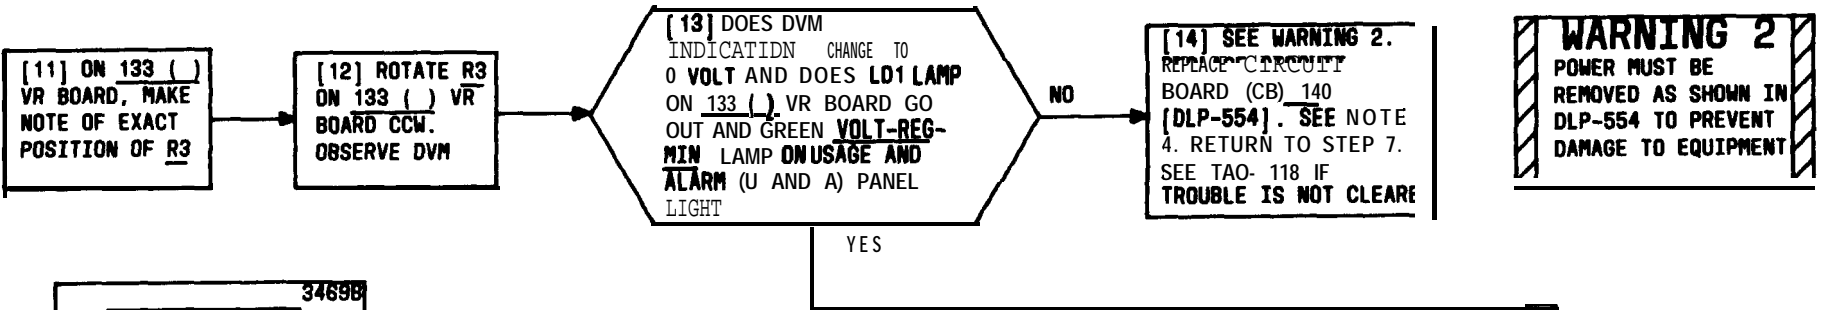 [11] ON 133 ( )
VR BOARD, MAKE
NOTE OF EXACT
POSITION OF R3
[12] ROTATE R3
ON 133 ( ) VR
BOARD CCW.
OBSERVE DVM
[13] DOES DVM
INDICATIDN CHANGE TO
0 VOLT AND DOES LD1 LAMP
ON 133 ( ) VR BOARD GO
OUT AND GREEN VOLT-REG-
MIN LAMP ON USAGE AND
ALARM (U AND A) PANEL
LIGHT
NO
YES
[14] SEE WARNING 2.
REPLACE CIRCUIT
BOARD (CB) 140
[DLP-554]. SEE NOTE
4. RETURN TO STEP 7.
SEE TAO- 118 IF
TROUBLE IS NOT CLEARE
WARNING 2
POWER MUST BE
REMOVED AS SHOWN IN
DLP-554 TO PREVENT
DAMAGE TO EQUIPMENT
3469B